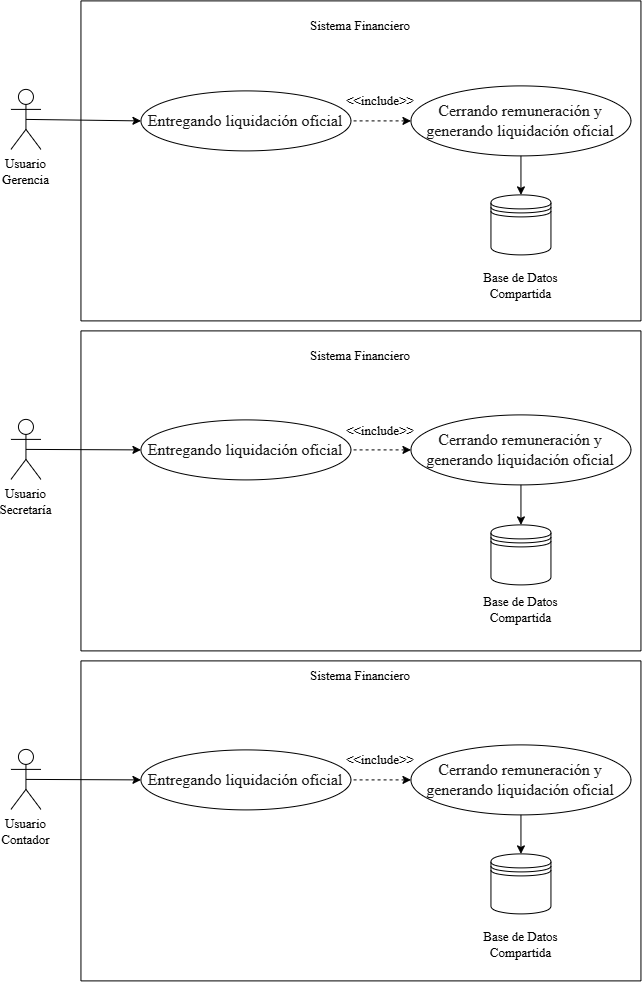 Sistema Financiero
<<include>>
Entregando liquidación oficial
Cerrando remuneración y
generando liquidación oficial
Usuario
Gerencia
Base de Datos
Compartida
Sistema Financiero
<<include>>
Entregando liquidación oficial
Cerrando remuneración y
generando liquidación oficial
Usuario
Secretaría
Base de Datos
Compartida
Sistema Financiero
<<include>>
Entregando liquidación oficial
Cerrando remuneración y
generando liquidación oficial
Usuario
Contador
Base de Datos
Compartida